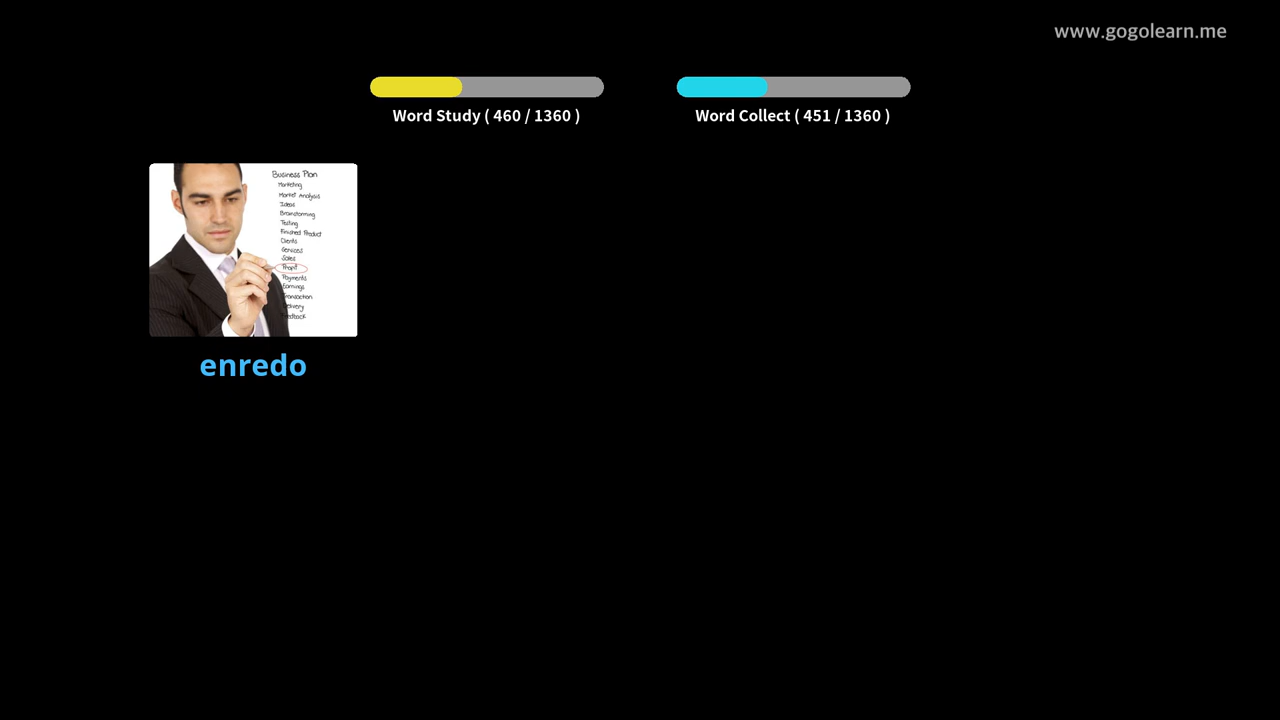 www.gogolearn.me
Word Study ( 460 / 1360 )
Word Collect ( 451 / 1360 )
Business Plan
Marketing
Market Analysis
Ideas
Brainstorming
Testing
Finished Product
Clients
Services
Sales
Profit
Payments
Earnings
Transaction
Delivery
Feedback
enredo